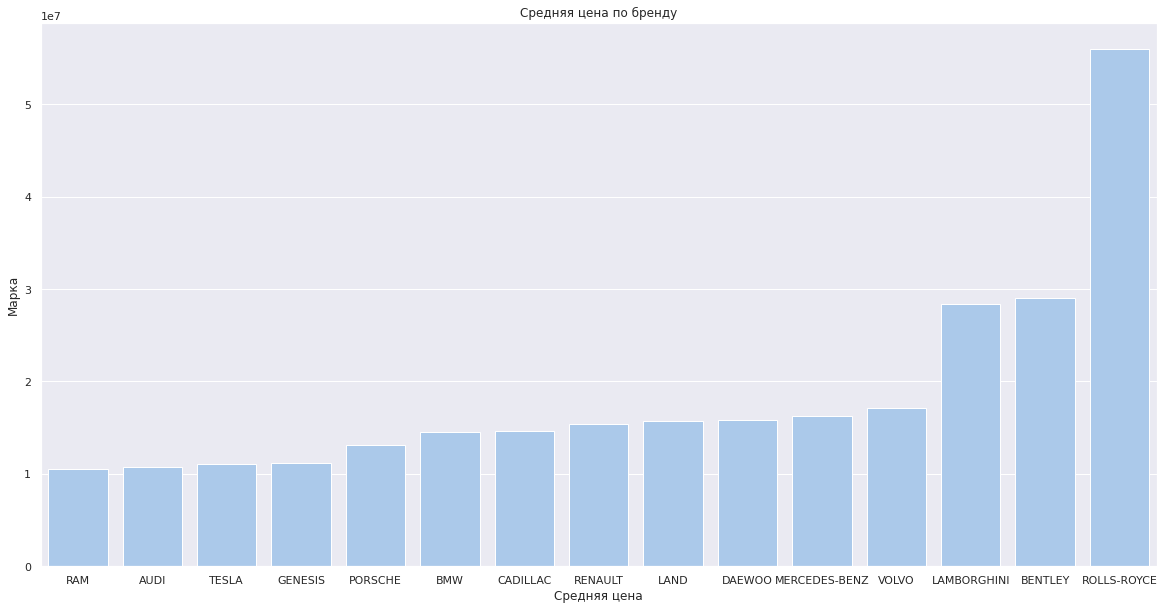 Средняя цена по бренду
1e7
5
4
3
2
1
0
Марка
RAM AUDI TESLA GENESIS PORSCHE BMW CADILLAC RENAULT LAND DAEWOO MERCEDES-BENZ VOLVO LAMBORGHINI BENTLEY ROLLS-ROYCE
Средняя цена